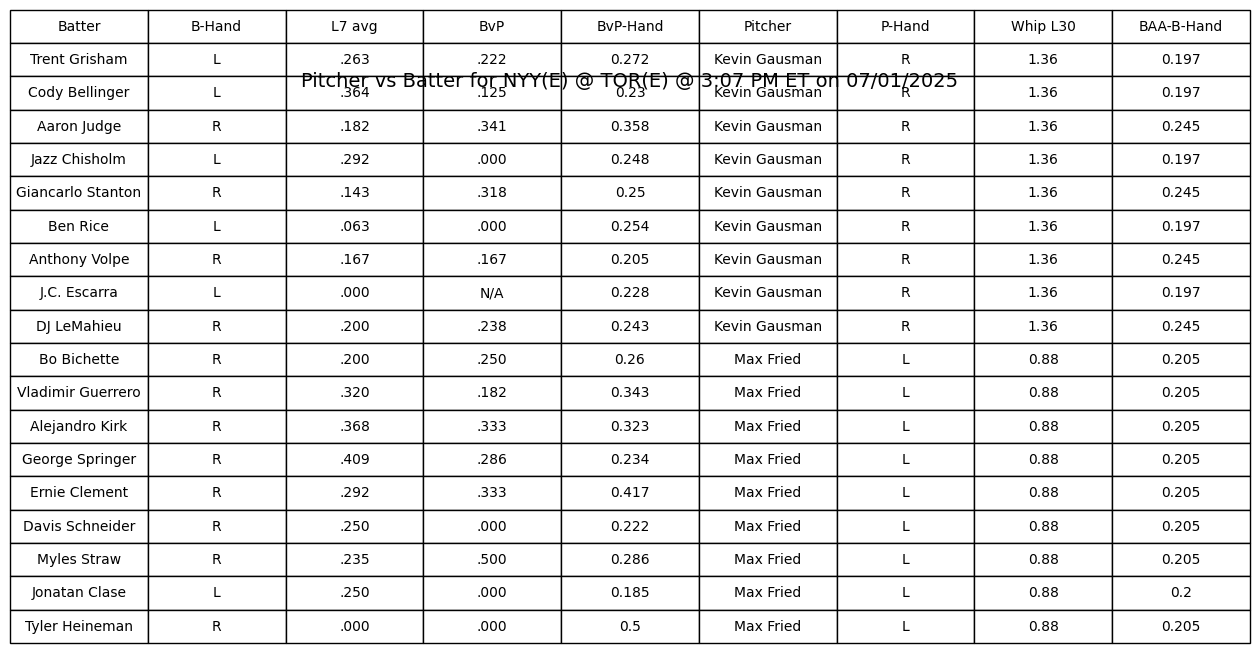 Batter B-Hand L7 avg BvP BvP-Hand Pitcher P-Hand Whip L30 BAA-B-Hand
Trent Grisham L .263 .222 0.272 Kevin Gausman R 1.36 0.197
Pitcher vs Batter for NYY(E) @ TOR(E) @ 3:07 PM ET on 07/01/2025
Cody Bellinger L .364 .125 0.23 Kevin Gausman R 1.36 0.197
Aaron Judge R .182 .341 0.358 Kevin Gausman R 1.36 0.245
Jazz Chisholm L .292 .000 0.248 Kevin Gausman R 1.36 0.197
Giancarlo Stanton R .143 .318 0.25 Kevin Gausman R 1.36 0.245
Ben Rice L .063 .000 0.254 Kevin Gausman R 1.36 0.197
Anthony Volpe R .167 .167 0.205 Kevin Gausman R 1.36 0.245
J.C. Escarra L .000 N/A 0.228 Kevin Gausman R 1.36 0.197
DJ LeMahieu R .200 .238 0.243 Kevin Gausman R 1.36 0.245
Bo Bichette R .200 .250 0.26 Max Fried L 0.88 0.205
Vladimir Guerrero R .320 .182 0.343 Max Fried L 0.88 0.205
Alejandro Kirk R .368 .333 0.323 Max Fried L 0.88 0.205
George Springer R .409 .286 0.234 Max Fried L 0.88 0.205
Ernie Clement R .292 .333 0.417 Max Fried L 0.88 0.205
Davis Schneider R .250 .000 0.222 Max Fried L 0.88 0.205
Myles Straw R .235 .500 0.286 Max Fried L 0.88 0.205
Jonatan Clase L .250 .000 0.185 Max Fried L 0.88 0.2
Tyler Heineman R .000 .000 0.5 Max Fried L 0.88 0.205